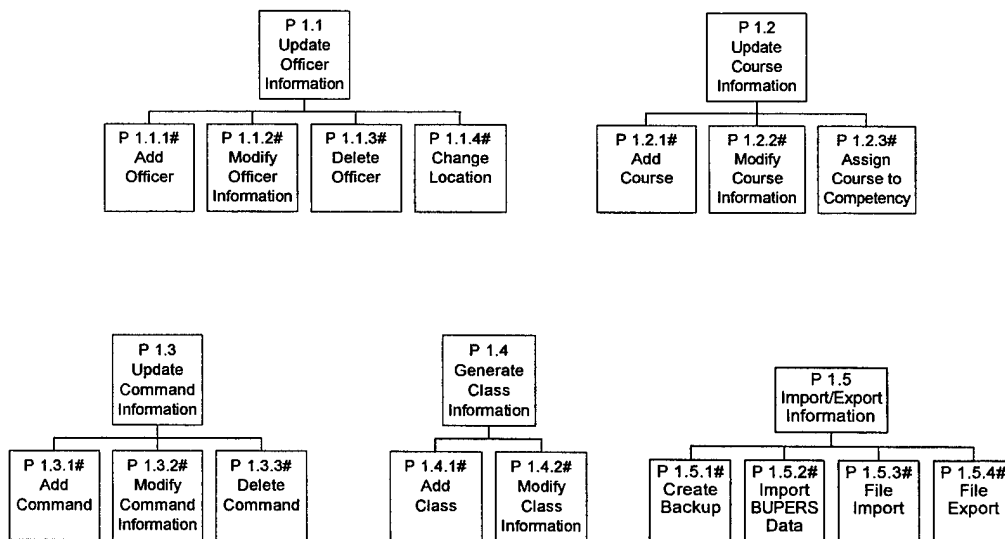 P 1.1
Update
Officer
Information
P 1.1.1#
Add
Officer
P 1.1.2#
Modify
Officer
Information
P 1.1.3#
Delete
Officer
P 1.1.4#
Change
Location
P 1.2
Update
Course
Information
P 1.2.1#
Add
Course
P 1.2.2#
Modify
Course
Information
P 1.2.3#
Assign
Course to
Competency
P 1.3
Update
Command
Information
P 1.3.1#
Add
Command
P 1.3.2#
Modify
Command
Information
P 1.3.3#
Delete
Command
P 1.4
Generate
Class
Information
P 1.4.1#
Add
Class
P 1.4.2#
Modify
Class
Information
P 1.5
Import/Export
Information
P 1.5.1#
Create
Backup
P 1.5.2#
Import
BUPERS
Data
P 1.5.3#
File
Import
P 1.5.4#
File
Export